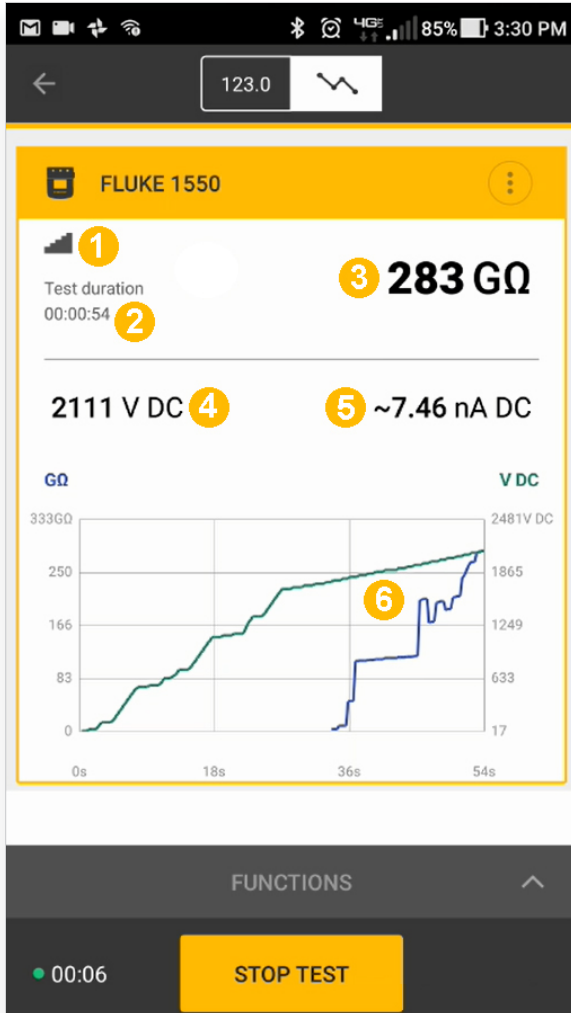 4G 85% 3:30 PM
123.0
FLUKE 1550
1
Test duration
00:00:54 2
3 283 GΩ
2111 V DC 4
5 ~7.46 nA DC
GΩ V DC
333GΩ 2481V DC
250 1865
6
166 1249
83 633
0 17
0s 18s 36s 54s
FUNCTIONS
00:06 STOP TEST